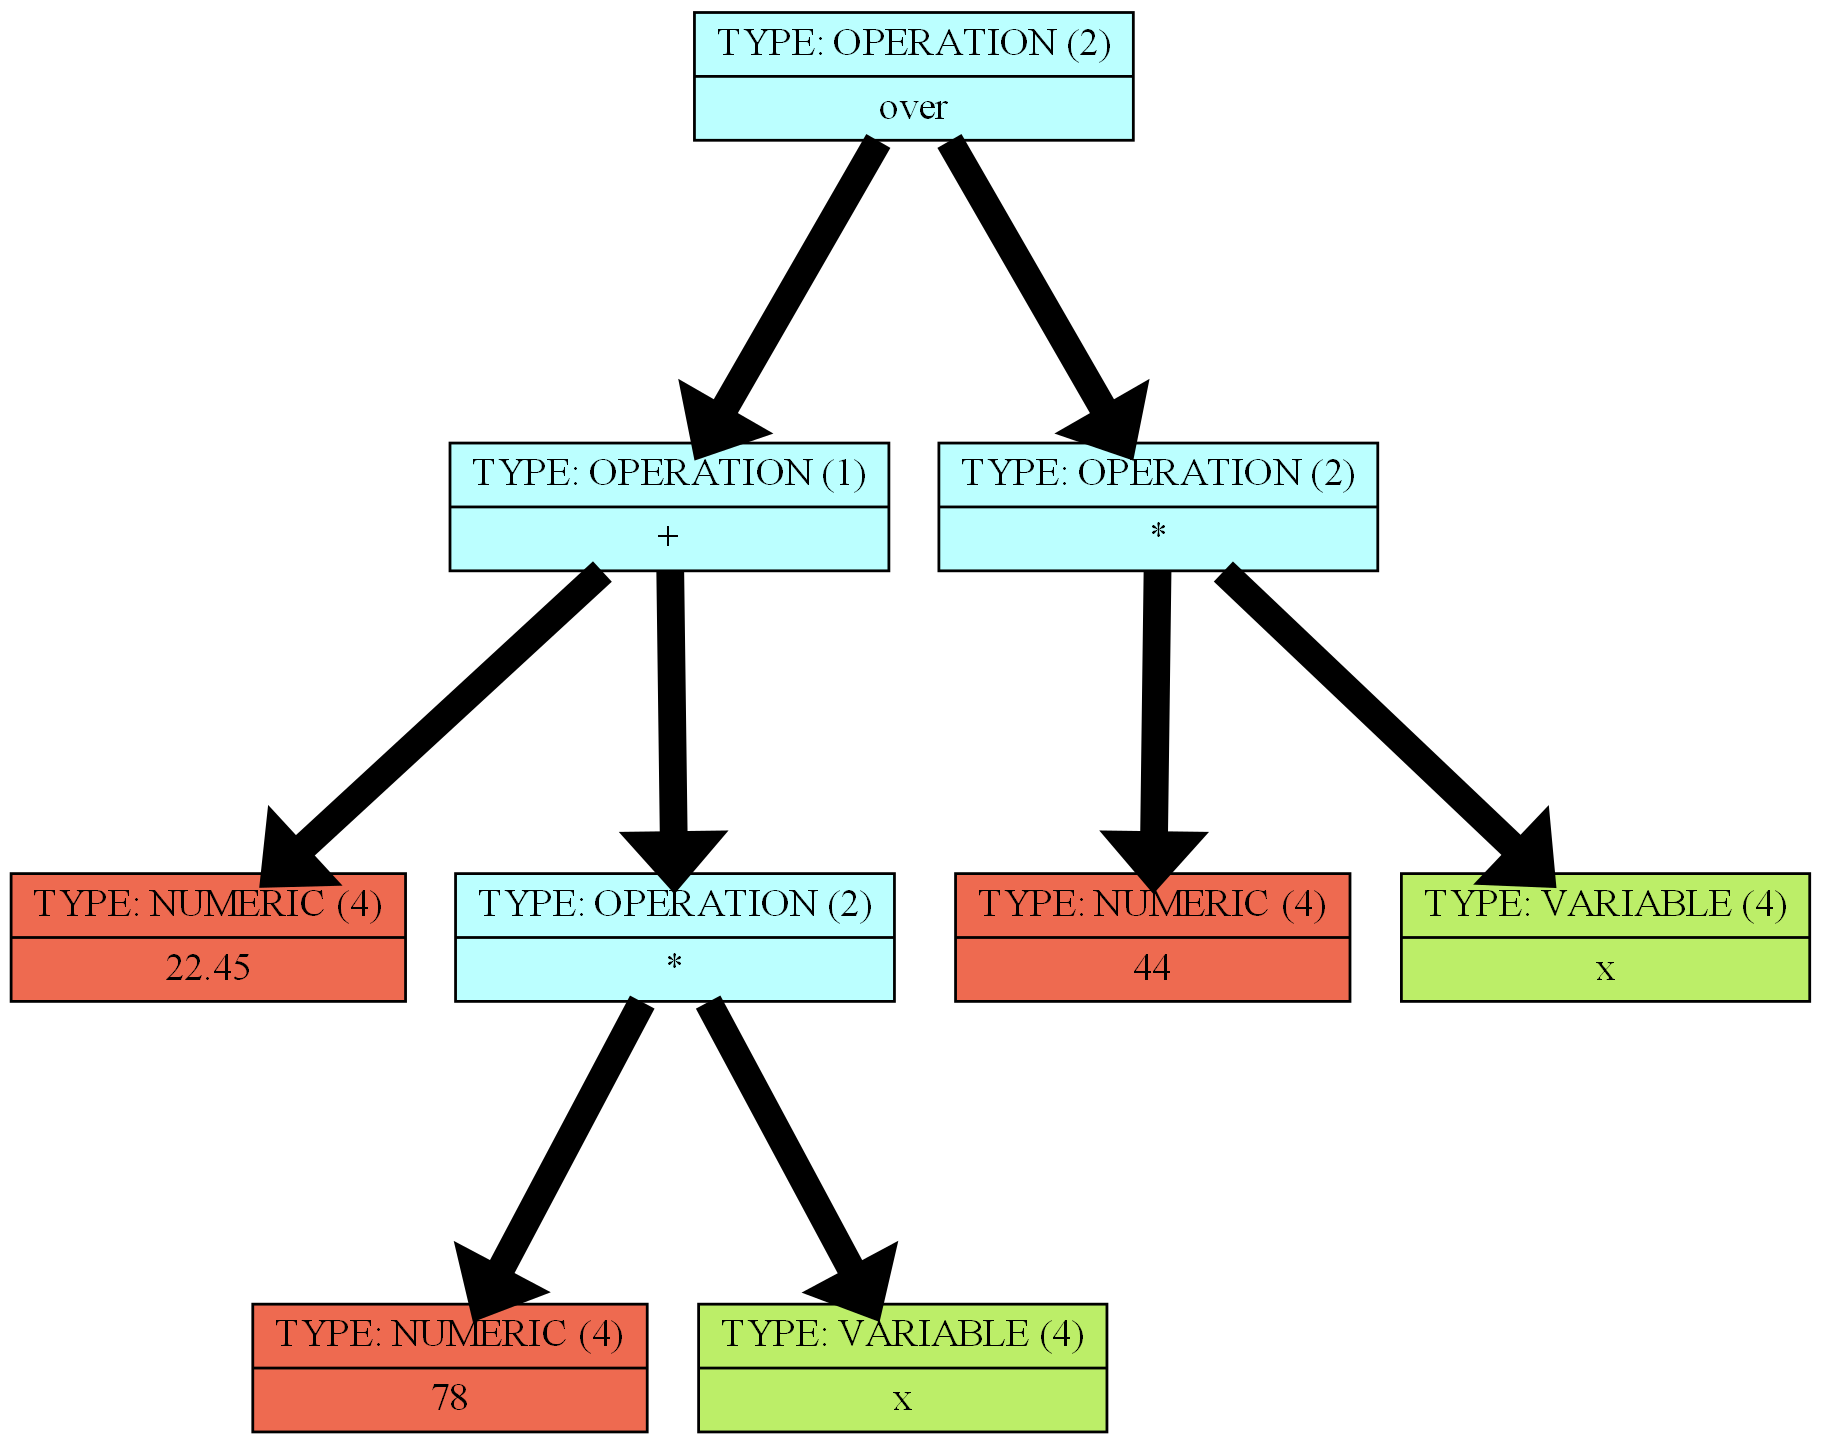 TYPE: OPERATION (2)
over
TYPE: OPERATION (1)
+
TYPE: OPERATION (2)
*
TYPE: NUMERIC (4)
22.45
TYPE: OPERATION (2)
*
TYPE: NUMERIC (4)
44
TYPE: VARIABLE (4)
x
TYPE: NUMERIC (4)
78
TYPE: VARIABLE (4)
x